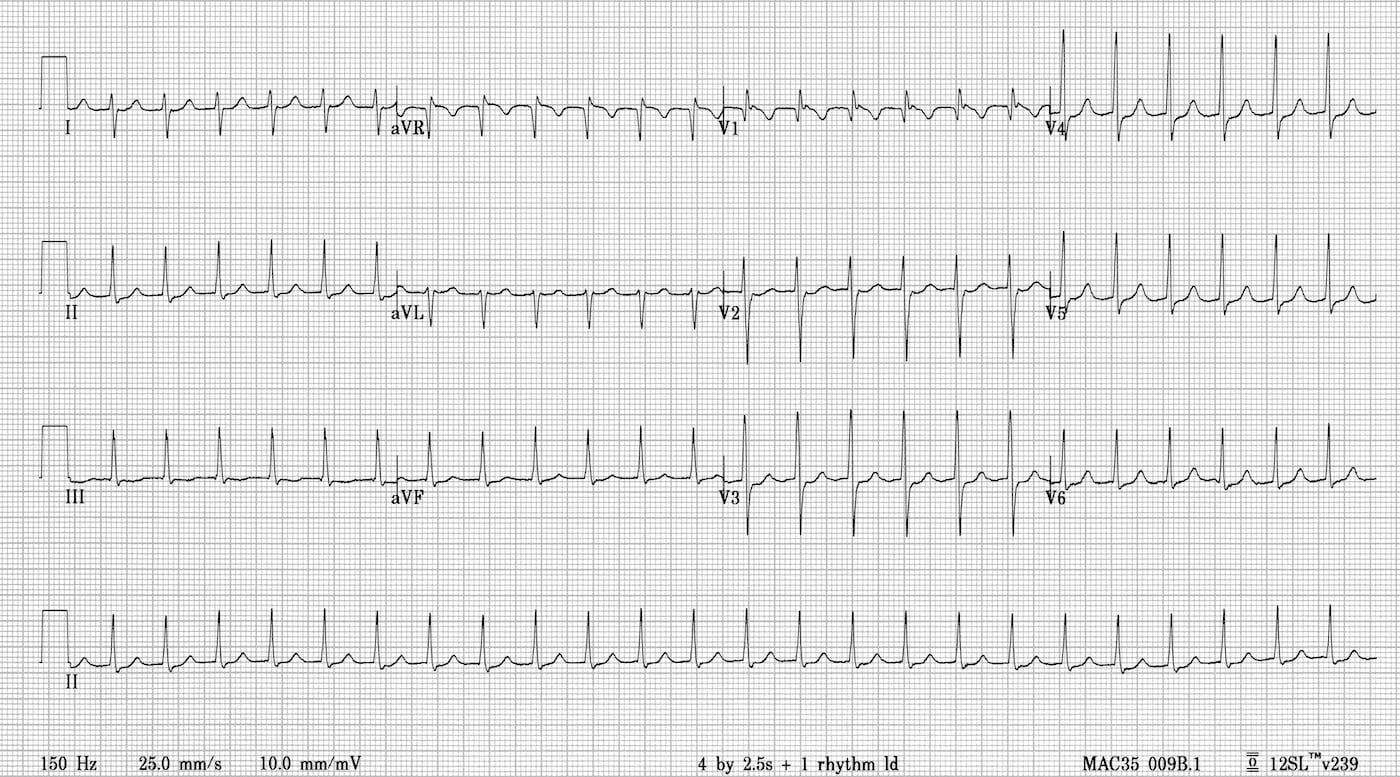 I aVR V1 V4
II aVL V2 V5
III aVF V3 V6
II
150 Hz 25.0 mm/s 10.0 mm/mV 4 by 2.5s + 1 rhythm ld MAC35 009B.1 12SL™v239